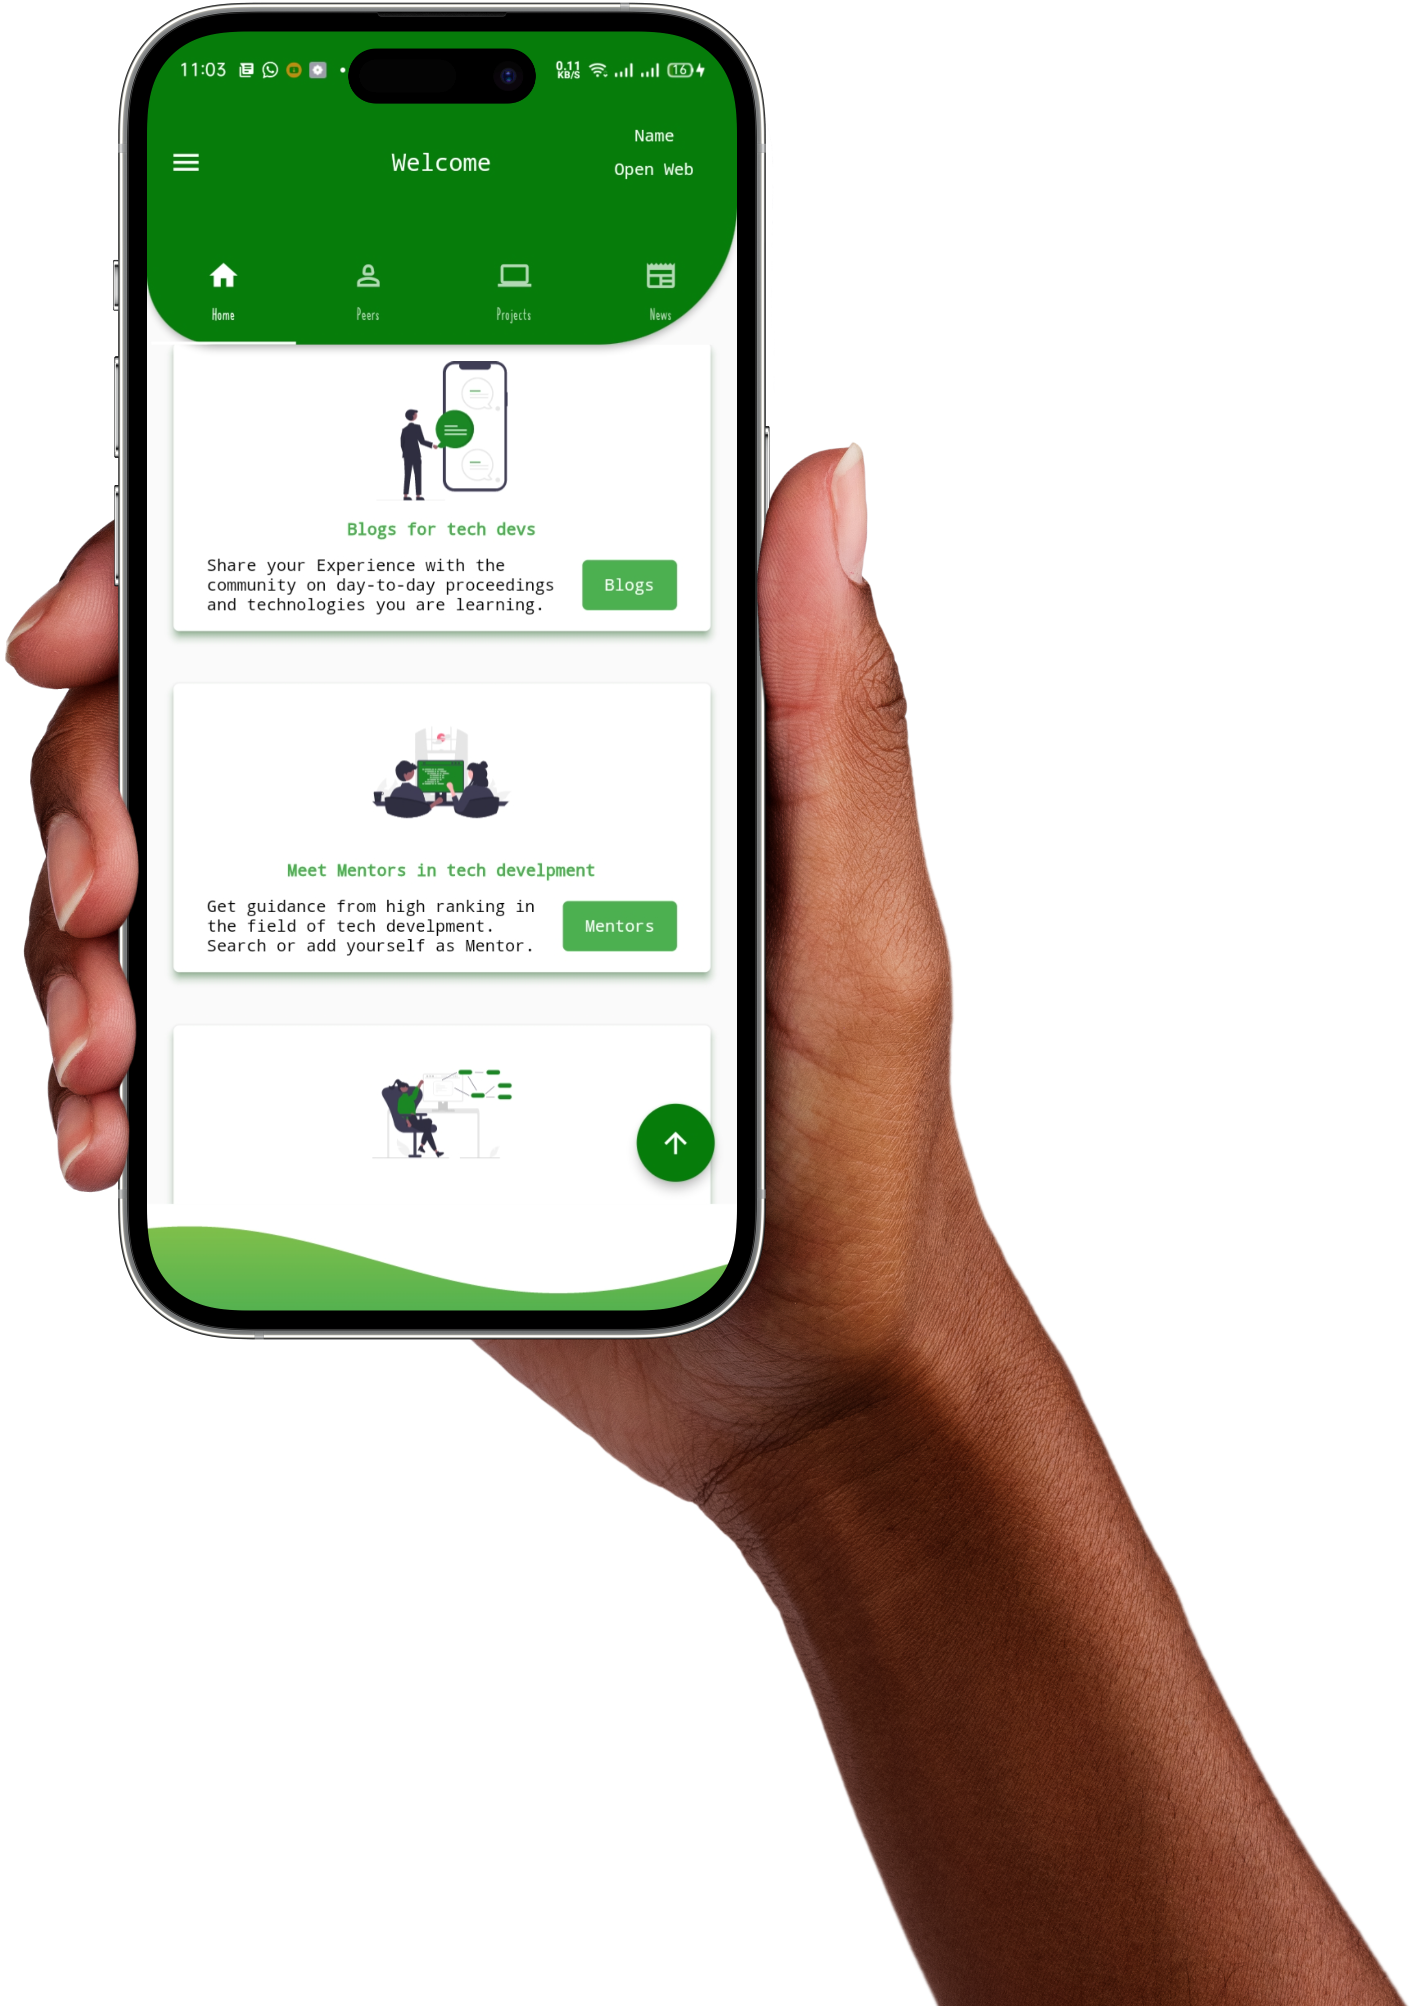 11:03
0.11
KB/S
16
Name
Welcome
Open Web
Home
Peers
Projects
News
Blogs for tech devs
Share your Experience with the
community on day-to-day proceedings
and technologies you are learning.
Blogs
Meet Mentors in tech develpment
Get guidance from high ranking in
the field of tech develpment.
Search or add yourself as Mentor.
Mentors